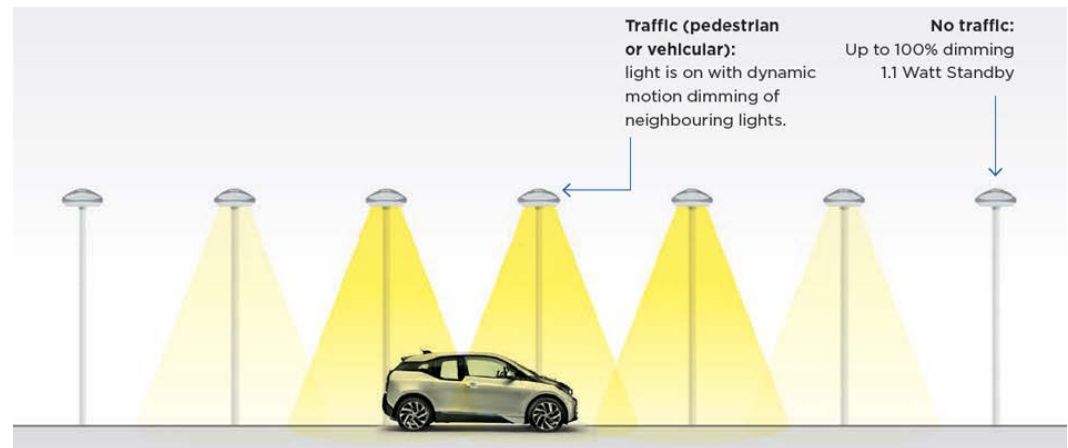 Traffic (pedestrian
or vehicular):
light is on with dynamic
motion dimming of
neighbouring lights.
No traffic:
Up to 100% dimming
1.1 Watt Standby